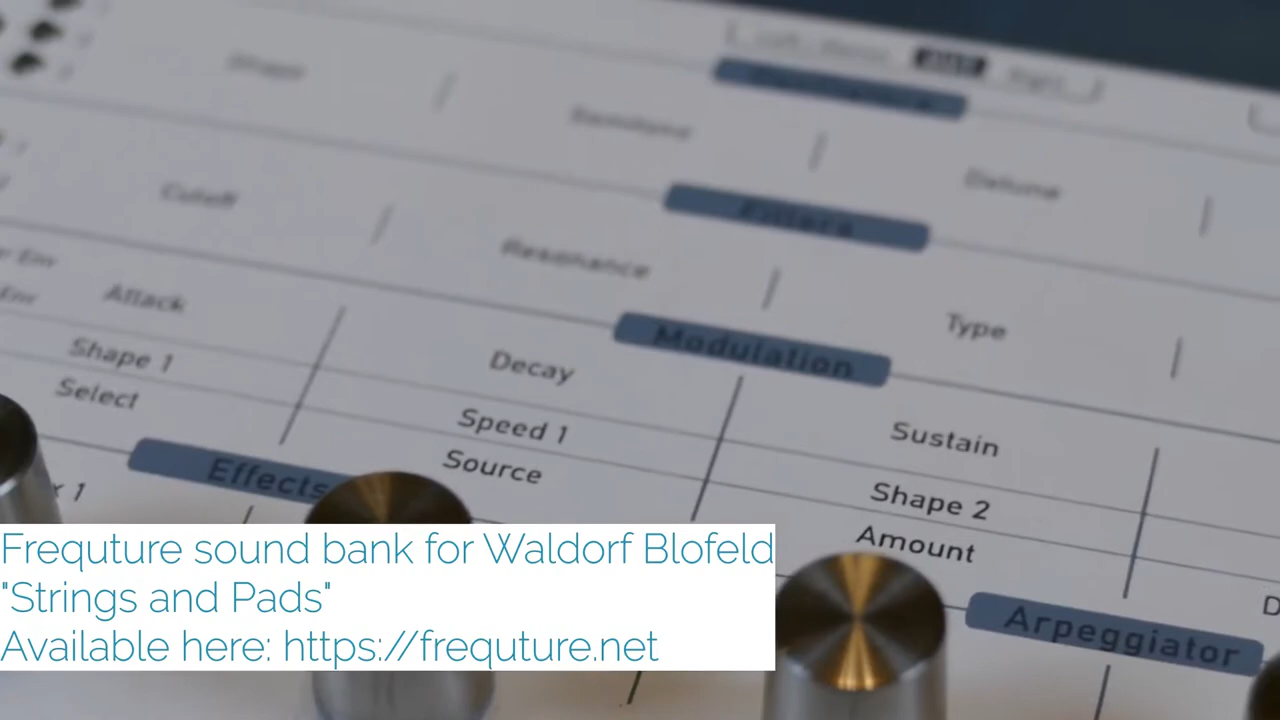 Shape
Semitone
Detune
Cutoff
Filters
Resonance
Type
Attack
Modulation
Shape 1
Decay
Select
Speed 1
Sustain
Effects
Source
Shape 2
Amount
Arpeggiator
Frequture sound bank for Waldorf Blofeld
"Strings and Pads"
Available here: https://frequture.net